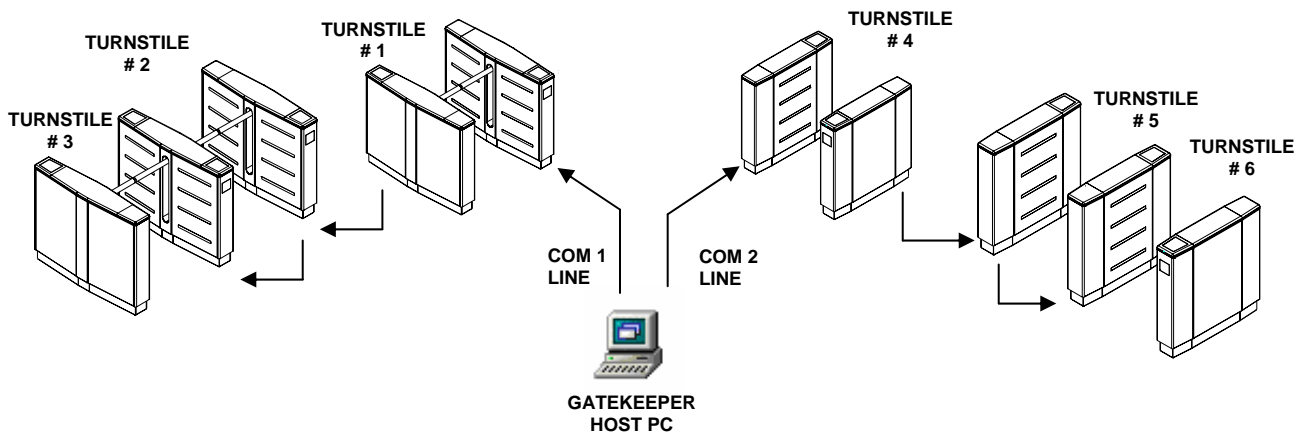 TURNSTILE
# 1
TURNSTILE
# 2
TURNSTILE
# 3
TURNSTILE
# 4
TURNSTILE
# 5
TURNSTILE
# 6
COM 1
LINE
COM 2
LINE
GATEKEEPER
HOST PC